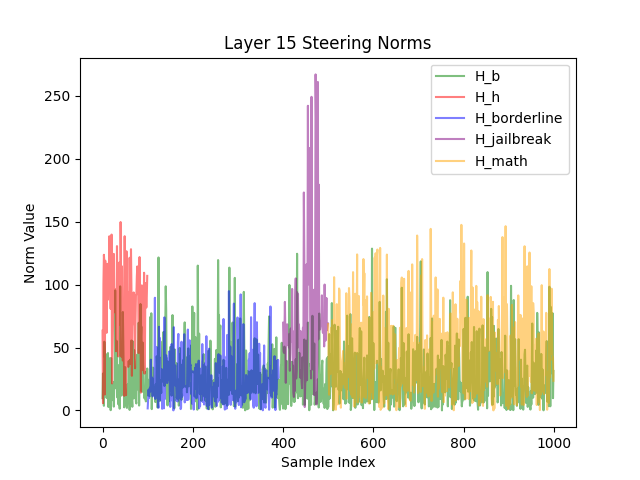 Layer 15 Steering Norms
Norm Value
250
200
150
100
50
0
H_b
H_h
H_borderline
H_jailbreak
H_math
0
200
400
600
800
1000
Sample Index